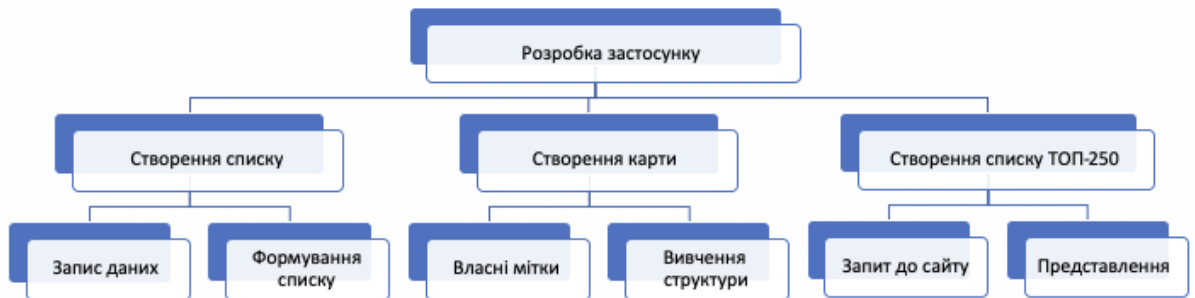 Розробка застосунку
Створення списку
Створення карти
Створення списку ТОП-250
Запис даних
Формування
списку
Власні мітки
Вивчення
структури
Запит до сайту
Представлення